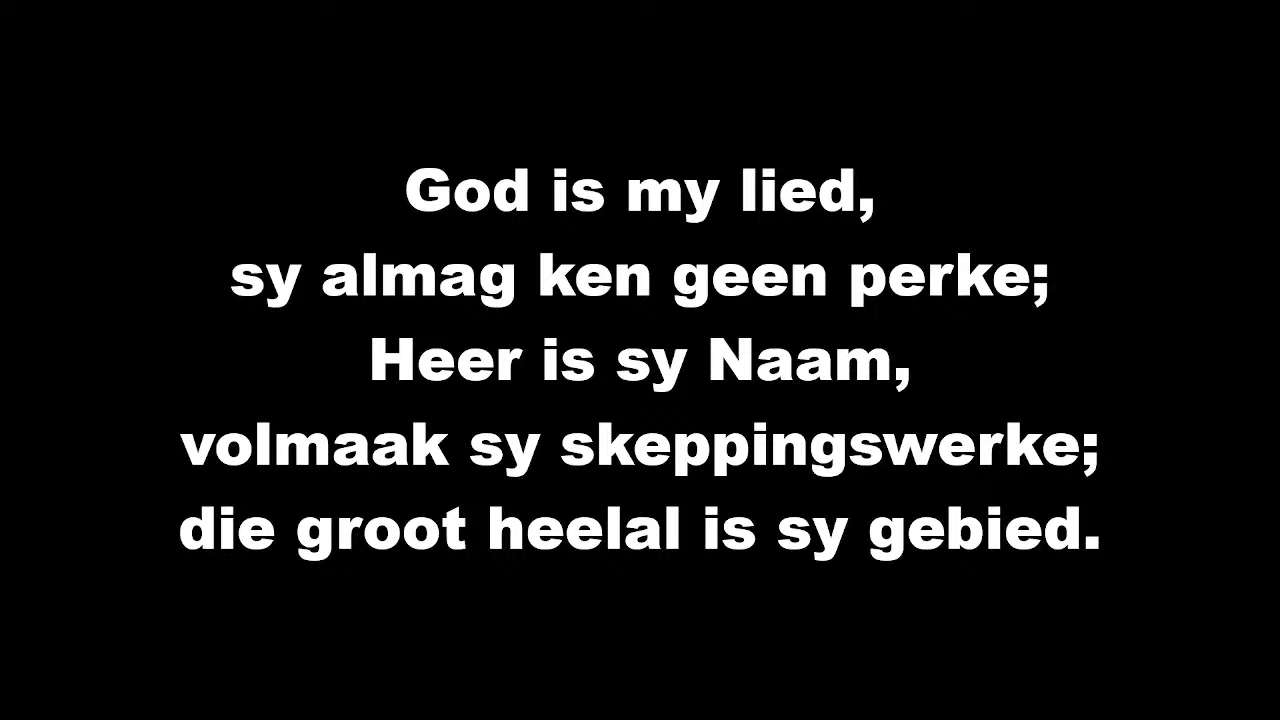 God is my lied,
sy almag ken geen perke;
Heer is sy Naam,
volmaak sy skeppingswerke;
die groot heelal is sy gebied.